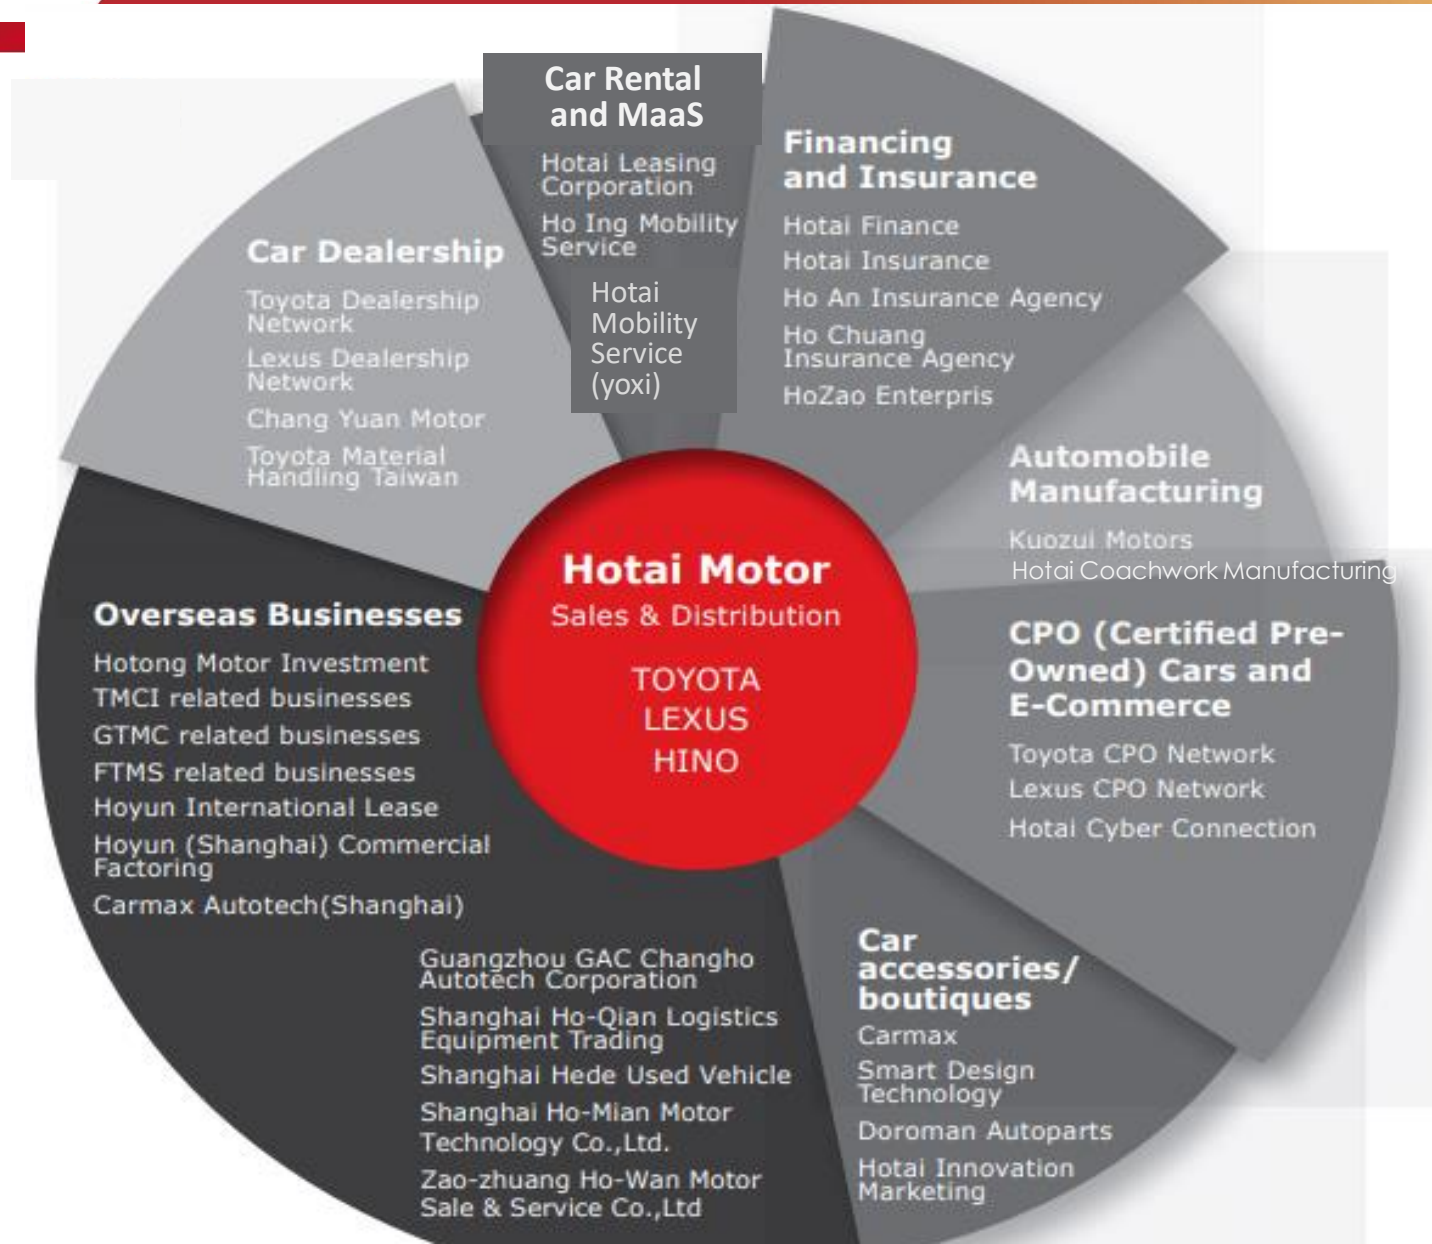 Car Rental
and MaaS
Hotai Leasing
Corporation
Ho Ing Mobility
Service
Hotai
Mobility
Service
(yoxi)
Financing
and Insurance
Hotai Finance
Hotai Insurance
Ho An Insurance Agency
Ho Chuang
Insurance Agency
HoZao Enterpris
Automobile
Manufacturing
Kuozui Motors
Hotai Coachwork Manufacturing
CPO (Certified Pre-
Owned) Cars and
E-Commerce
Toyota CPO Network
Lexus CPO Network
Hotai Cyber Connection
Car
accessories/
boutiques
Carmax
Smart Design
Technology
Doroman Autoparts
Hotai Innovation
Marketing
Overseas Businesses
Hotong Motor Investment
TMCI related businesses
GTMC related businesses
FTMS related businesses
Hoyun International Lease
Hoyun (Shanghai) Commercial
Factoring
Carmax Autotech(Shanghai)
Guangzhou GAC Changho
Autotech Corporation
Shanghai Ho-Qian Logistics
Equipment Trading
Shanghai Hede Used Vehicle
Shanghai Ho-Mian Motor
Technology Co.,Ltd.
Zao-zhuang Ho-Wan Motor
Sale & Service Co.,Ltd
Car Dealership
Toyota Dealership
Network
Lexus Dealership
Network
Chang Yuan Motor
Toyota Material
Handling Taiwan
Hotai Motor
Sales & Distribution
TOYOTA
LEXUS
HINO